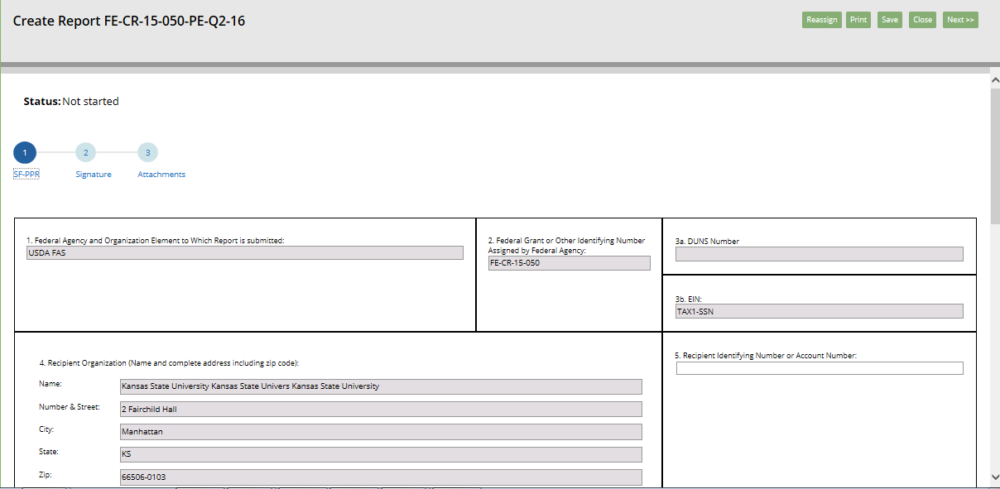 Create Report FE-CR-15-050-PE-Q2-16
Reassign Print Save Close Next >>
Status: Not started
1 2 3
SF-PPR Signature Attachments
1. Federal Agency and Organization Element to Which Report is submitted:
USDA FAS
2. Federal Grant or Other Identifying Number
Assigned by Federal Agency:
FE-CR-15-050
3a. DUNS Number
3b. EIN:
TAX1-SSN
4. Recipient Organization (Name and complete address including zip code):
Name:
Kansas State University Kansas State Univers Kansas State University
Number & Street:
2 Fairchild Hall
City:
Manhattan
State:
KS
Zip:
66506-0103
5. Recipient Identifying Number or Account Number: